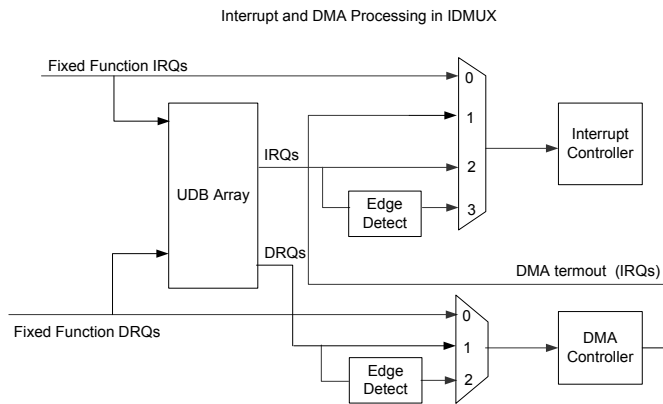 Interrupt and DMA Processing in IDMUX
Fixed Function IRQs
0
1
2
3
Interrupt
Controller
IRQs
UDB Array
Edge
Detect
DRQs
DMA termout (IRQs)
Fixed Function DRQs
0
1
2
DMA
Controller
Edge
Detect